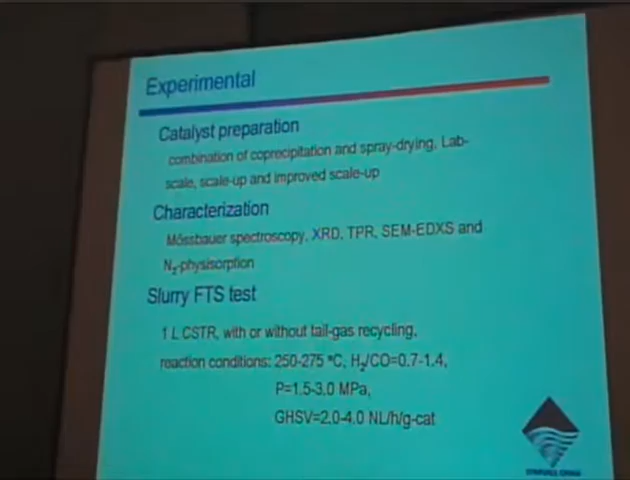 Experimental
Catalyst preparation
combination of coprecipitation and spray-drying, Lab-
scale, scale-up and improved scale-up
Characterization
Mössbauer spectroscopy, XRD, TPR, SEM-EDXS and
N₂-physisorption
Slurry FTS test
1 L CSTR, with or without tail-gas recycling,
reaction conditions: 250-275 °C, H₂/CO=0.7-1.4,
P=1.5-3.0 MPa,
GHSV=2.0-4.0 NL/h/g-cat